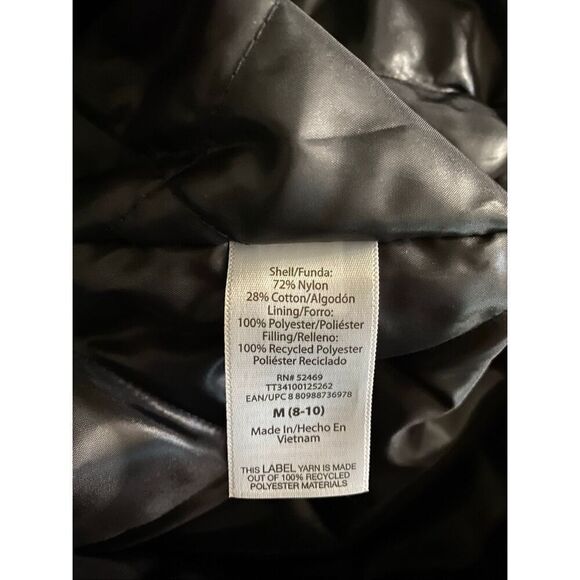 Shell/Funda:
72% Nylon
28% Cotton/Algodón
Lining/Forro:
100% Polyester/Poliéster
Filling/Relleno:
100% Recycled Polyester
Poliéster Reciclado
RN# 52469
TT34100125262
EAN/UPC 8 80988736978
M (8-10)
Made In/Hecho En
Vietnam
THIS LABEL YARN IS MADE
OUT OF 100% RECYCLED
POLYESTER MATERIALS